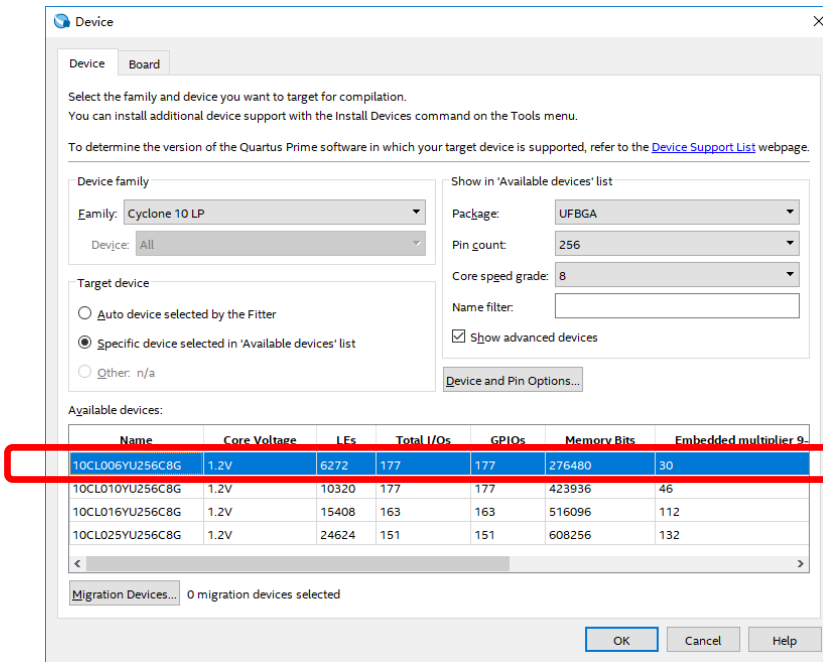 Device
Device Board
Select the family and device you want to target for compilation.
You can install additional device support with the Install Devices command on the Tools menu.
To determine the version of the Quartus Prime software in which your target device is supported, refer to the Device Support List webpage.
Device family
Family: Cyclone 10 LP
Device: All
Target device
Auto device selected by the Fitter
Specific device selected in 'Available devices' list
Other: n/a
Show in 'Available devices' list
Package: UFBGA
Pin count: 256
Core speed grade: 8
Name filter:
Show advanced devices
Device and Pin Options...
Available devices:
Name Core Voltage LEs Total I/Os GPIOs Memory Bits Embedded multiplier 9-
10CL006YU256C8G 1.2V 6272 177 177 276480 30
10CL010YU256C8G 1.2V 10320 177 177 423936 46
10CL016YU256C8G 1.2V 15408 163 163 516096 112
10CL025YU256C8G 1.2V 24624 151 151 608256 132
Migration Devices... 0 migration devices selected
OK Cancel Help